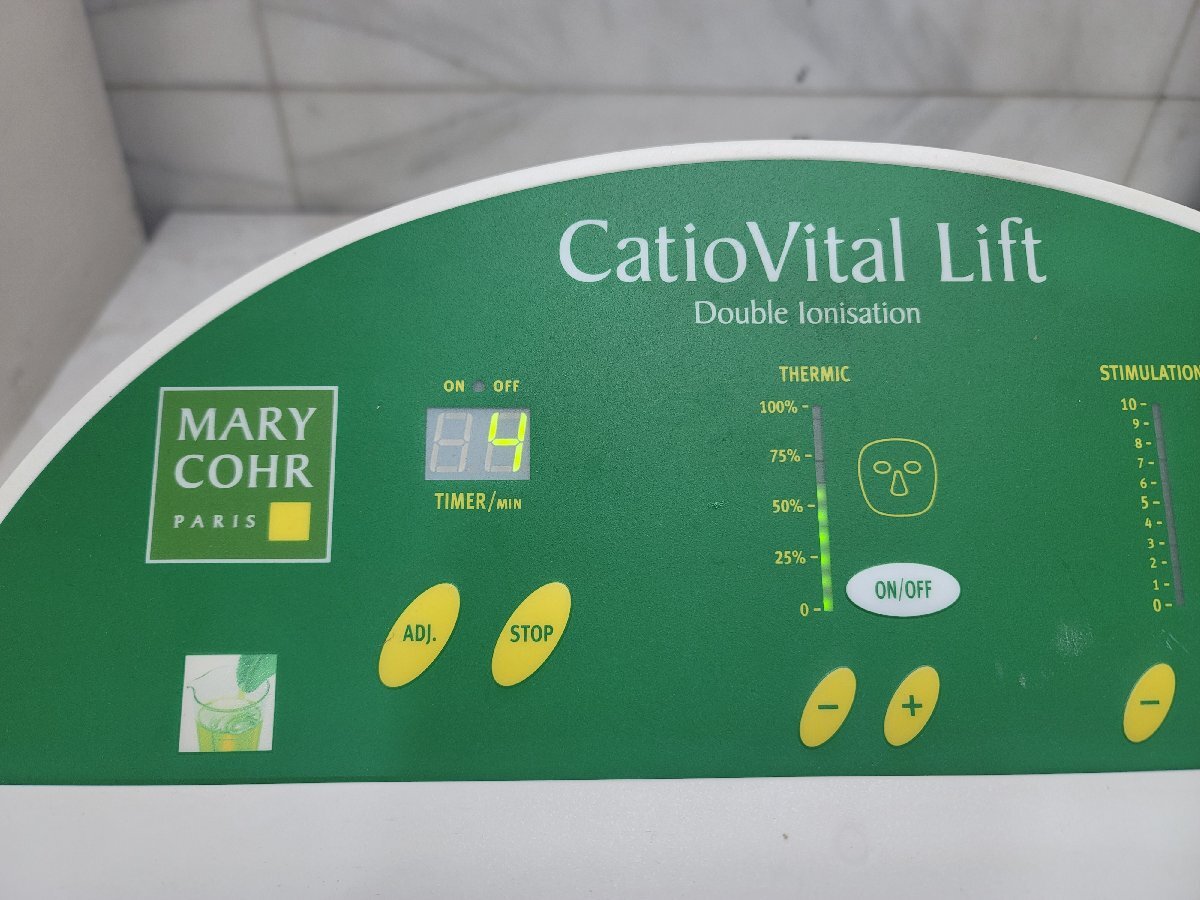 CatioVital Lift
Double Ionisation
MARY
COHR
PARIS
ON OFF
4
TIMER/MIN
ADJ.
STOP
THERMIC
100% -
75% -
50% -
25% -
0 -
ON/OFF
- +
STIMULATION
10 -
9 -
8 -
7 -
6 -
5 -
4 -
3 -
2 -
1 -
0 -
-